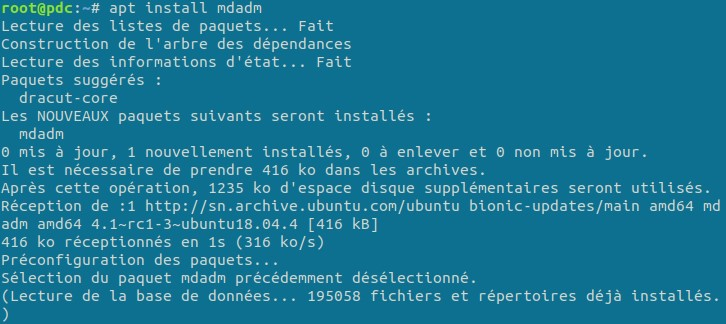 root@pdc:~# apt install mdadm
Lecture des listes de paquets... Fait
Construction de l'arbre des dépendances
Lecture des informations d'état... Fait
Paquets suggérés :
  dracut-core
Les NOUVEAUX paquets suivants seront installés :
  mdadm
0 mis à jour, 1 nouvellement installés, 0 à enlever et 0 non mis à jour.
Il est nécessaire de prendre 416 ko dans les archives.
Après cette opération, 1235 ko d'espace disque supplémentaires seront utilisés.
Réception de :1 http://sn.archive.ubuntu.com/ubuntu bionic-updates/main amd64 md
adm amd64 4.1~rc1-3~ubuntu18.04.4 [416 kB]
416 ko réceptionnés en 1s (316 ko/s)
Préconfiguration des paquets...
Sélection du paquet mdadm précédemment désélectionné.
(Lecture de la base de données... 195058 fichiers et répertoires déjà installés.
)